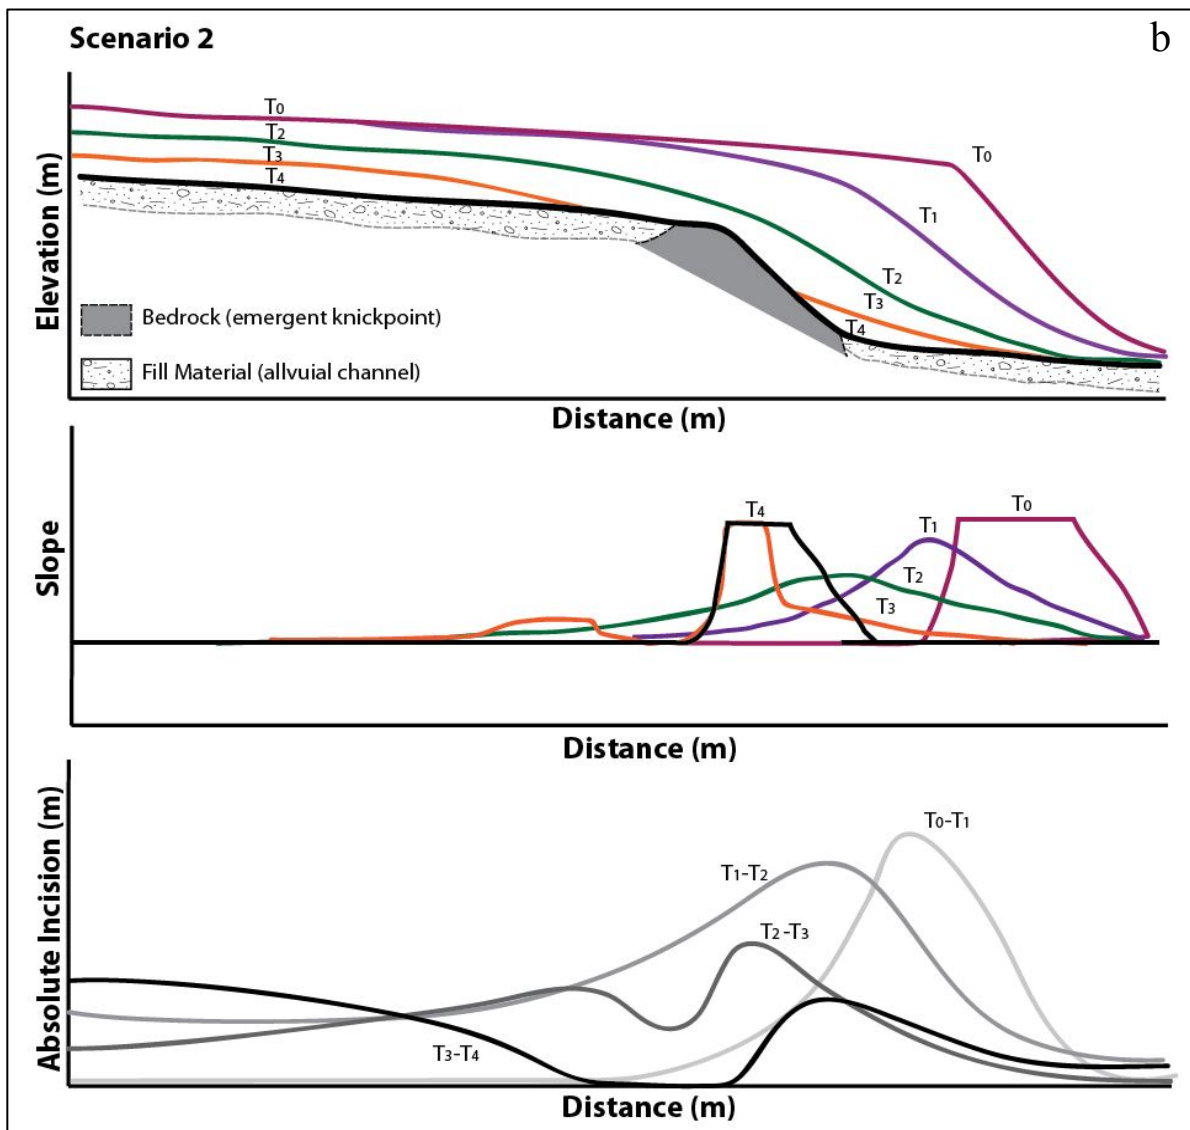 Scenario 2
b
T0
T2
T3
T4
T0
T1
T2
T3
T4
Elevation (m)
Bedrock (emergent knickpoint)
Fill Material (allvuial channel)
Distance (m)
Slope
T4
T1
T0
T2
T3
Distance (m)
Absolute Incision (m)
T0-T1
T1-T2
T2-T3
T3-T4
Distance (m)